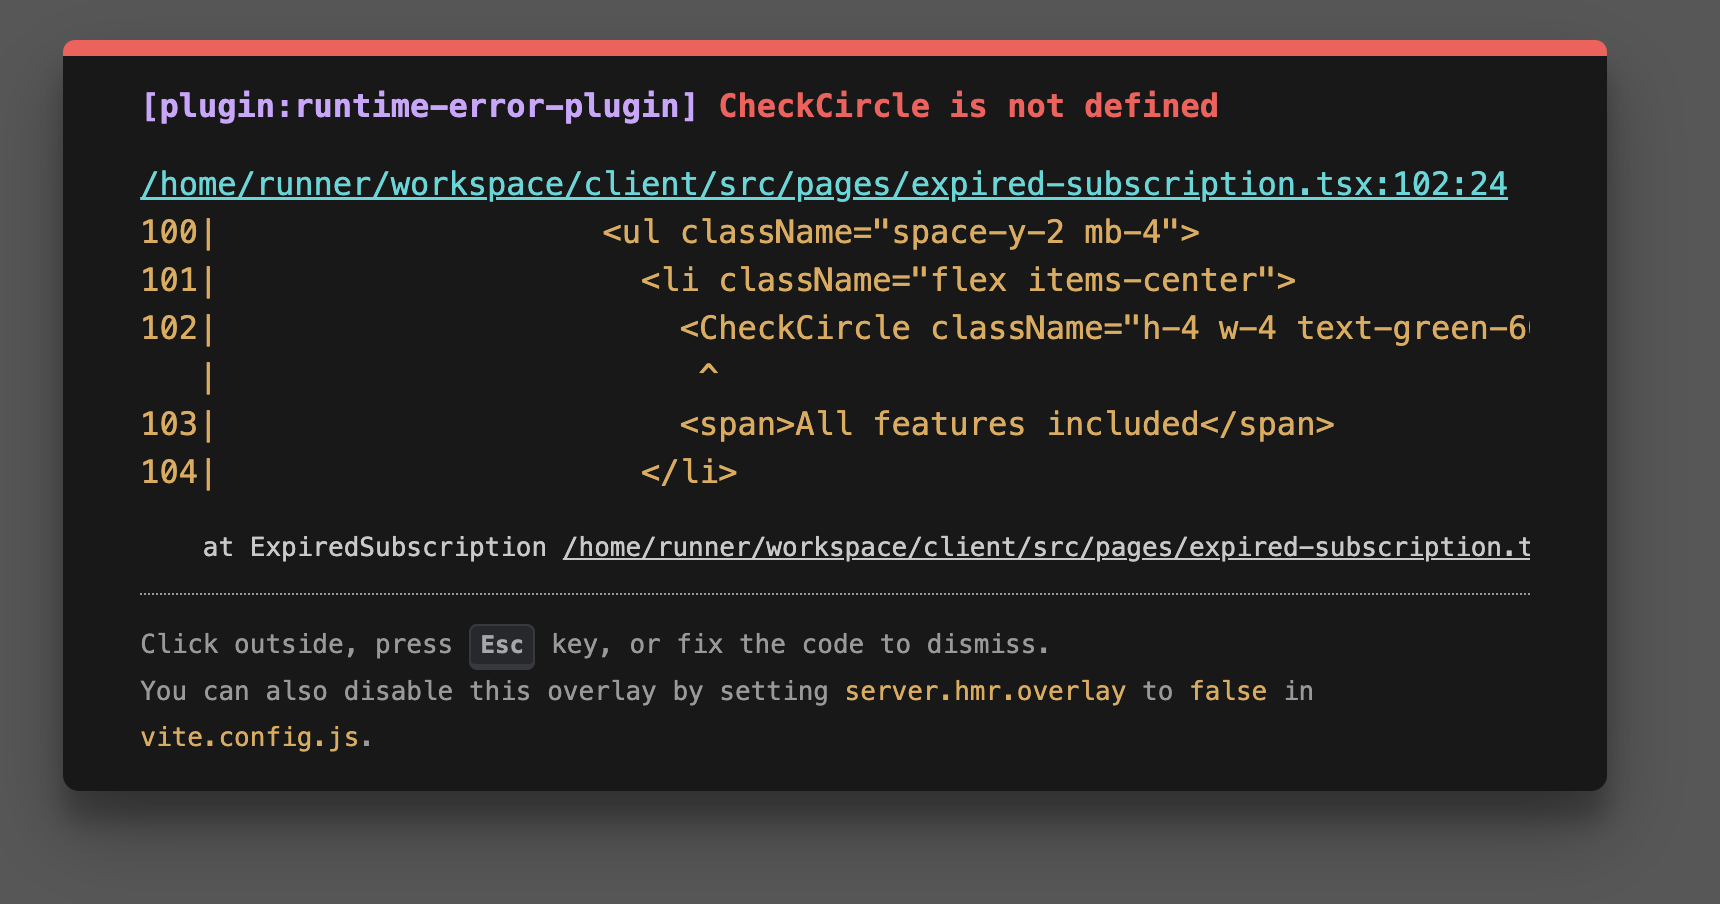 [plugin:runtime-error-plugin] CheckCircle is not defined
/home/runner/workspace/client/src/pages/expired-subscription.tsx:102:24
100|                    <ul className="space-y-2 mb-4">
101|                      <li className="flex items-center">
102|                        <CheckCircle className="h-4 w-4 text-green-6
   |                         ^
103|                        <span>All features included</span>
104|                      </li>
at ExpiredSubscription /home/runner/workspace/client/src/pages/expired-subscription.t
Click outside, press Esc key, or fix the code to dismiss.
You can also disable this overlay by setting server.hmr.overlay to false in
vite.config.js.